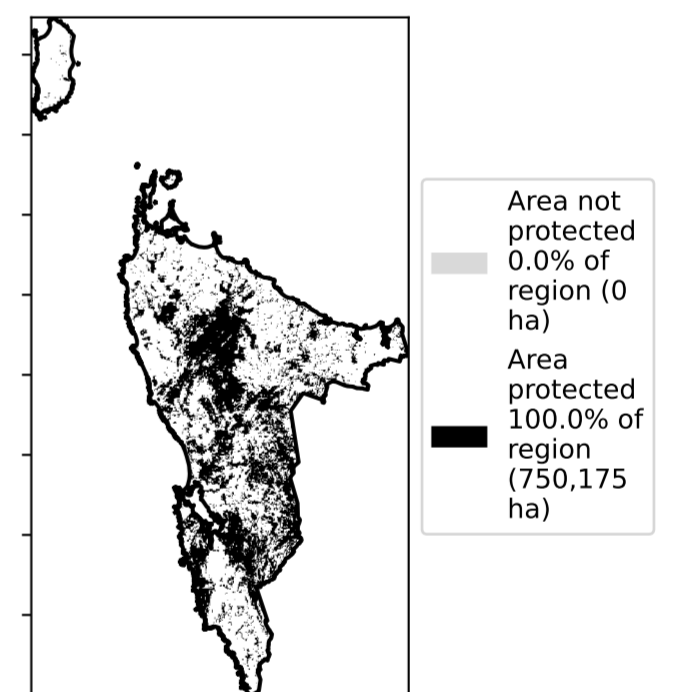 Area not
protected
0.0% of
region (0
ha)
Area
protected
100.0% of
region
(750,175
ha)